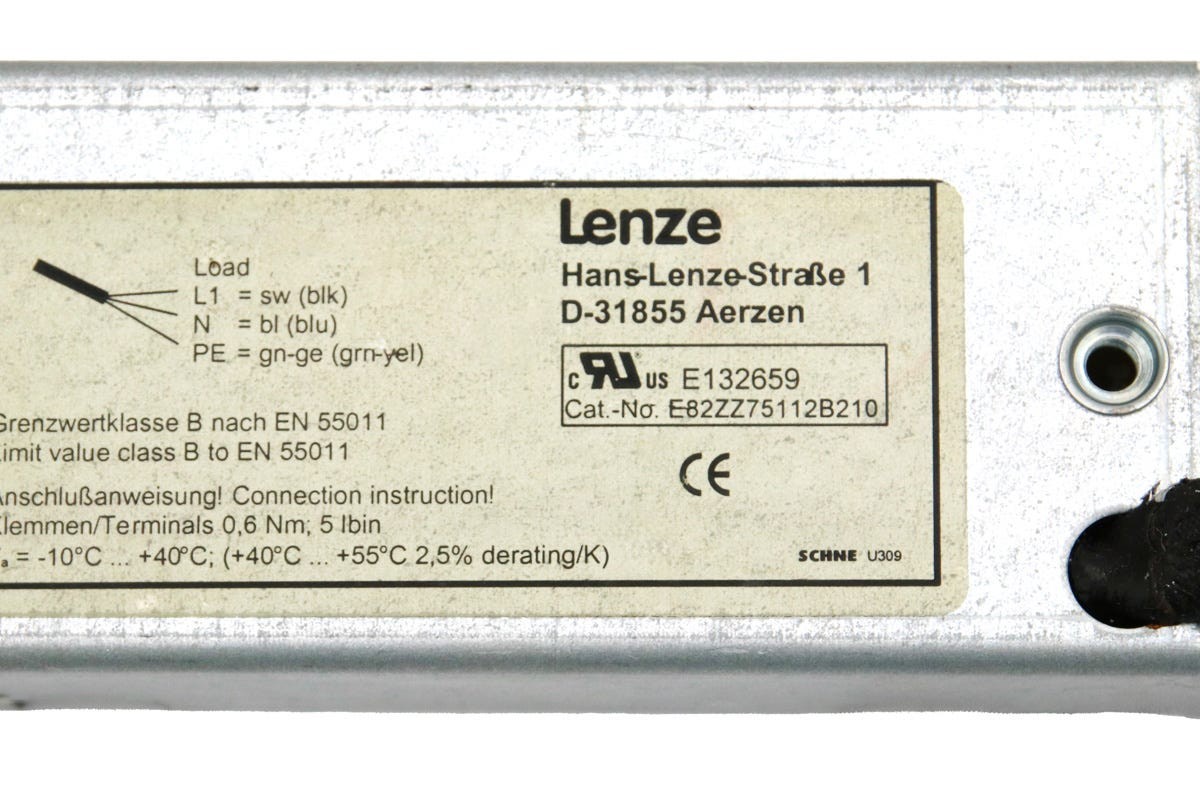 Load
L1 = sw (blk)
N = bl (blu)
PE = gn-ge (grn-yel)
Grenzwertklasse B nach EN 55011
Limit value class B to EN 55011
Anschlußanweisung! Connection instruction!
Klemmen/Terminals 0,6 Nm; 5 lbin
Tₐ = -10°C ... +40°C; (+40°C ... +55°C 2,5% derating/K)
Lenze
Hans-Lenze-Straße 1
D-31855 Aerzen
c RU US E132659
Cat.-No. E82ZZ75112B210
CE
SCHNE U309